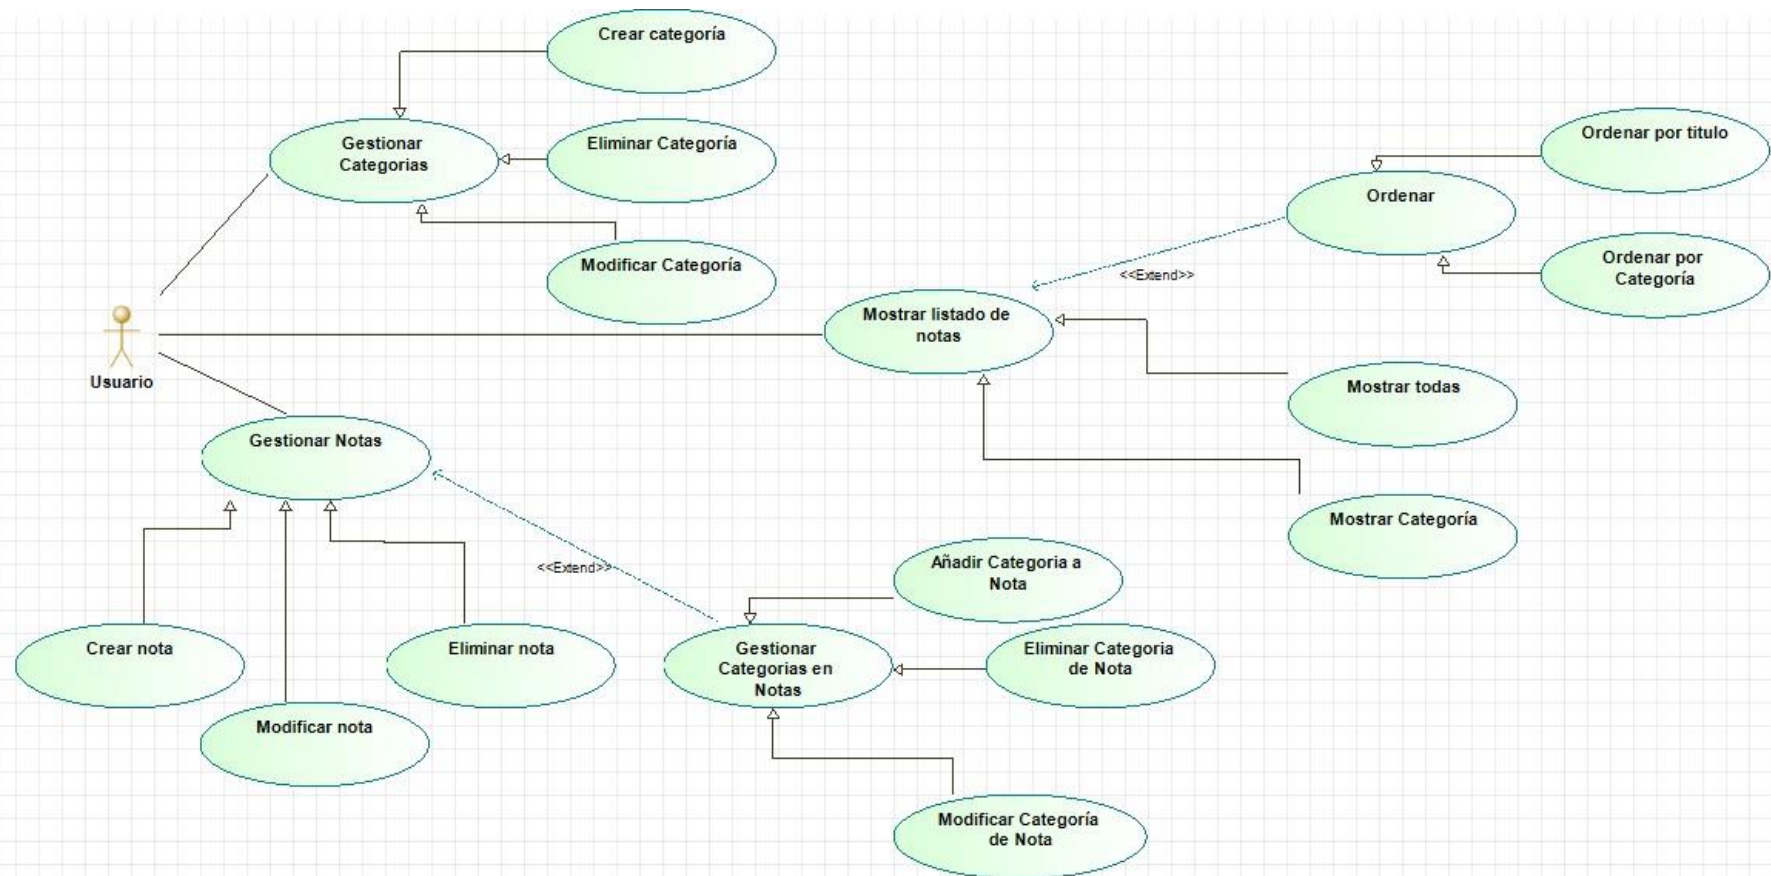 Crear categoría
Gestionar
Categorias
Eliminar Categoría
Modificar Categoría
Usuario
Mostrar listado de
notas
<<Extend>>
Ordenar por titulo
Ordenar
Ordenar por
Categoría
Mostrar todas
Mostrar Categoría
Gestionar Notas
<<Extend>>
Crear nota
Modificar nota
Eliminar nota
Gestionar
Categorias en
Notas
Añadir Categoria a
Nota
Eliminar Categoria
de Nota
Modificar Categoría
de Nota